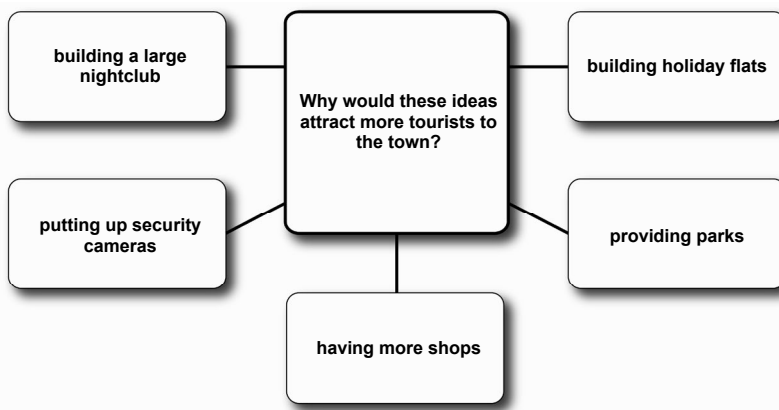 building a large
nightclub
Why would these ideas
attract more tourists to
the town?
building holiday flats
putting up security
cameras
providing parks
having more shops